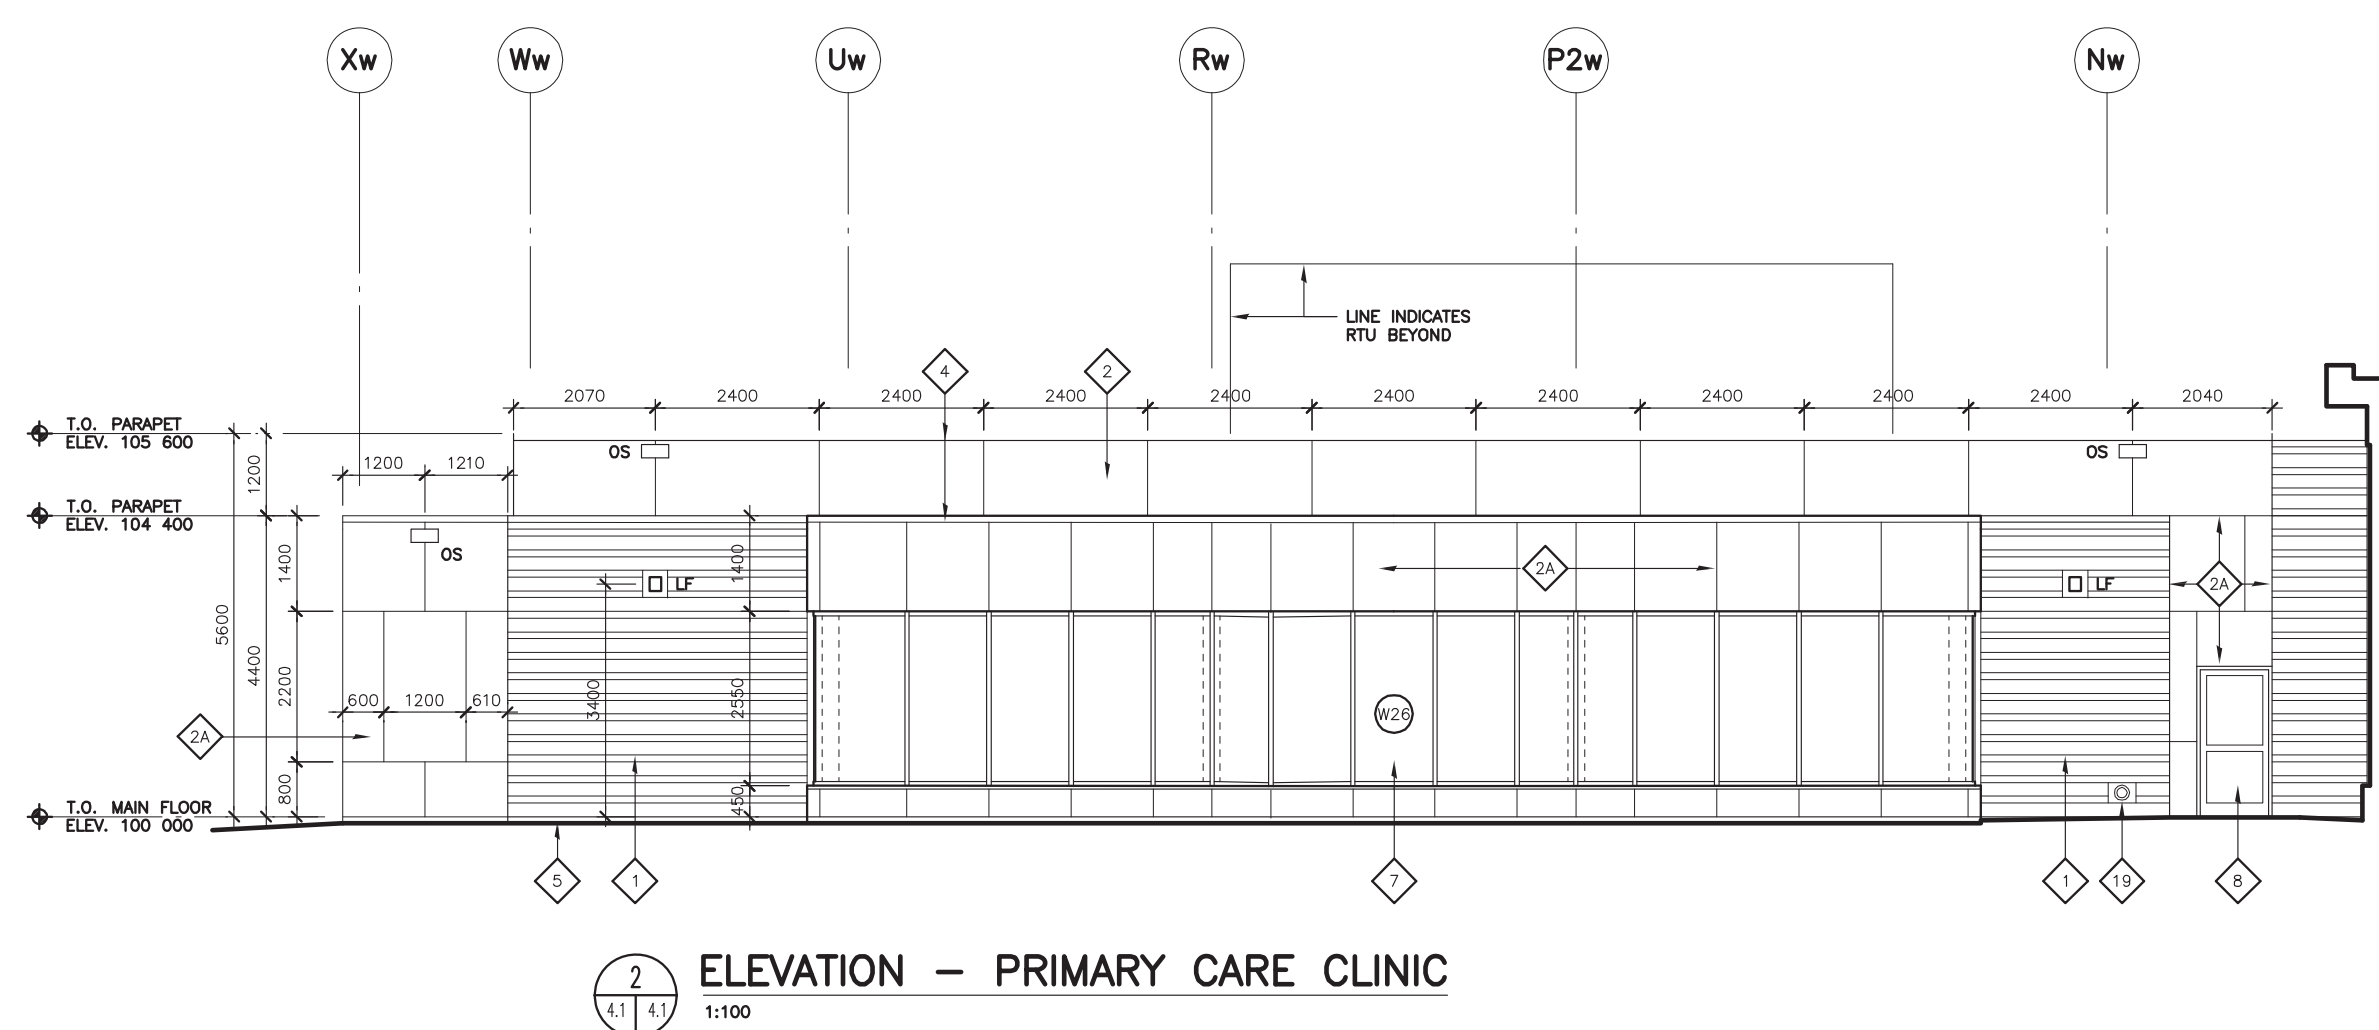 Xw Ww Uw Rw P2w Nw
LINE INDICATES
RTU BEYOND
4 2
2070 2400 2400 2400 2400 2400 2400 2400 2400 2400 2040
T.O. PARAPET
ELEV. 105 600
OS OS
1200 1200 1210
T.O. PARAPET
ELEV. 104 400
OS
1400 1400 2A
LF LF 2A
5600 4400 2200 3400 2550
600 1200 610
2A W26
800 450
T.O. MAIN FLOOR
ELEV. 100 000
5 1 7 1 19 8
2 ELEVATION – PRIMARY CARE CLINIC
4.1 4.1 1:100